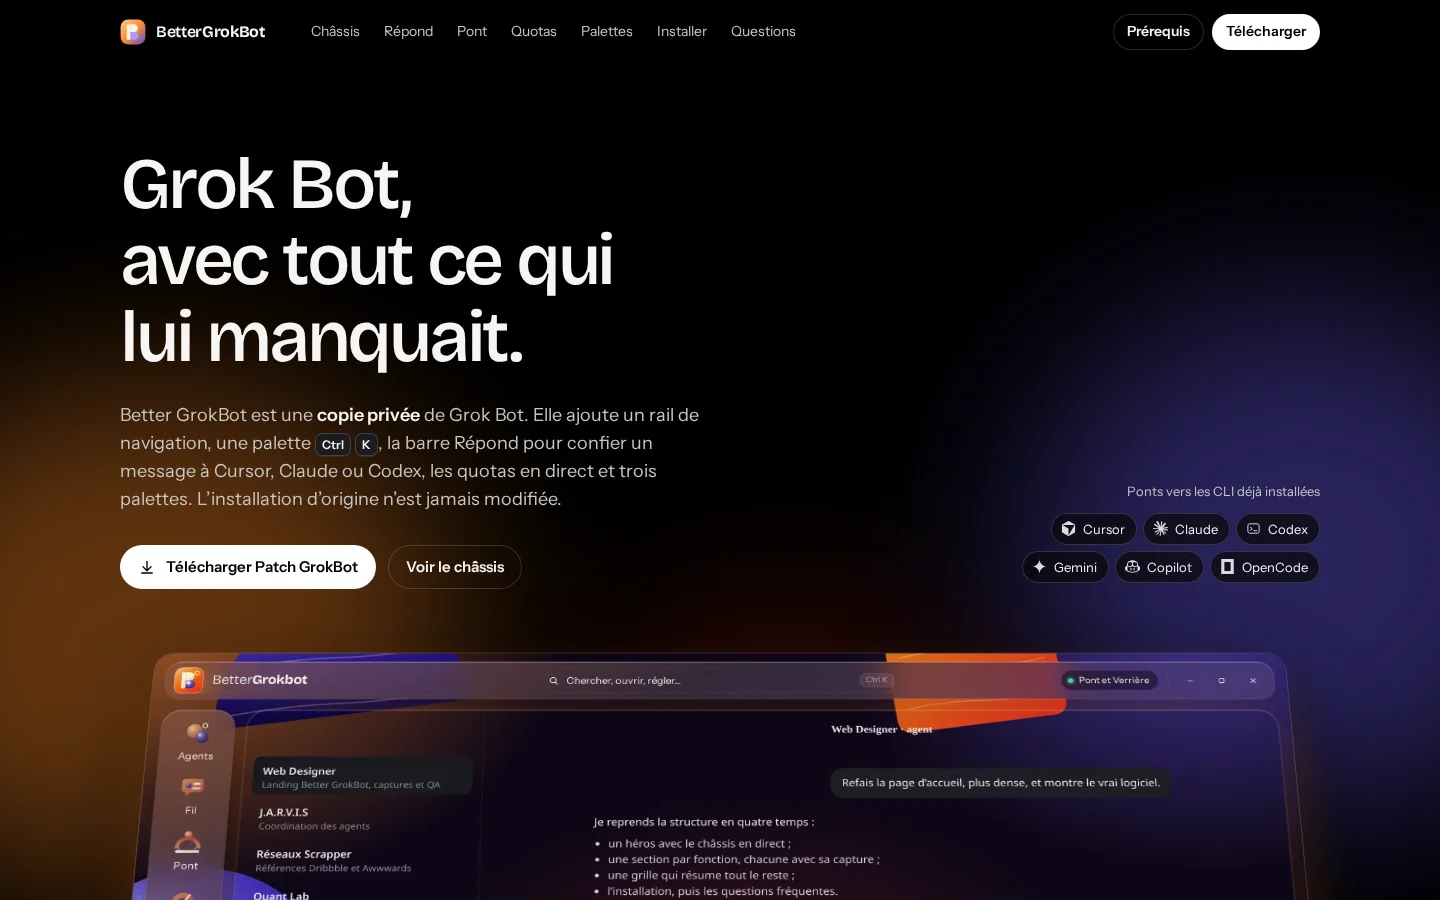 BetterGrokBot
Châssis
Répond
Pont
Quotas
Palettes
Installer
Questions
Prérequis
Télécharger
Grok Bot,
avec tout ce qui
lui manquait.
Better GrokBot est une copie privée de Grok Bot. Elle ajoute un rail de
navigation, une palette Ctrl K, la barre Répond pour confier un
message à Cursor, Claude ou Codex, les quotas en direct et trois
palettes. L’installation d’origine n’est jamais modifiée.
Télécharger Patch GrokBot
Voir le châssis
Ponts vers les CLI déjà installées
Cursor
Claude
Codex
Gemini
Copilot
OpenCode
BetterGrokbot
Chercher, ouvrir, régler...
Ctrl K
Pont et Verrière
Agents
Fil
Pont
Web Designer
Landing Better GrokBot, captures et QA
J.A.R.V.I.S
Coordination des agents
Réseaux Scrapper
Références Dribbble et Awwwards
Quant Lab
Web Designer · agent
Refais la page d’accueil, plus dense, et montre le vrai logiciel.
Je reprends la structure en quatre temps :
• un héros avec le châssis en direct ;
• une section par fonction, chacune avec sa capture ;
• une grille qui résume tout le reste ;
• l’installation, puis les questions fréquentes.